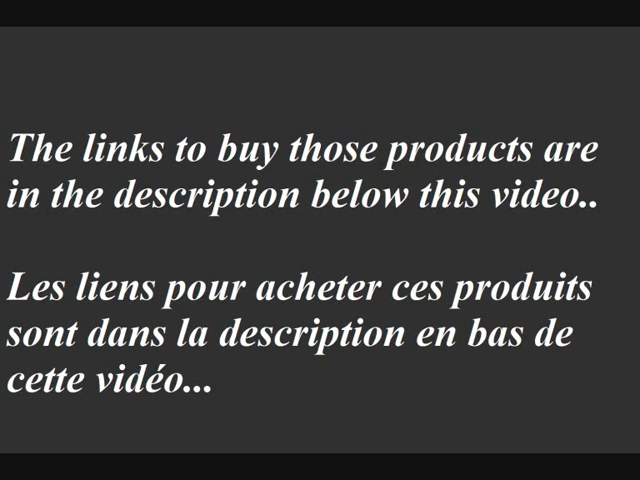 The links to buy those products are
in the description below this video..
Les liens pour acheter ces produits
sont dans la description en bas de
cette vidéo...